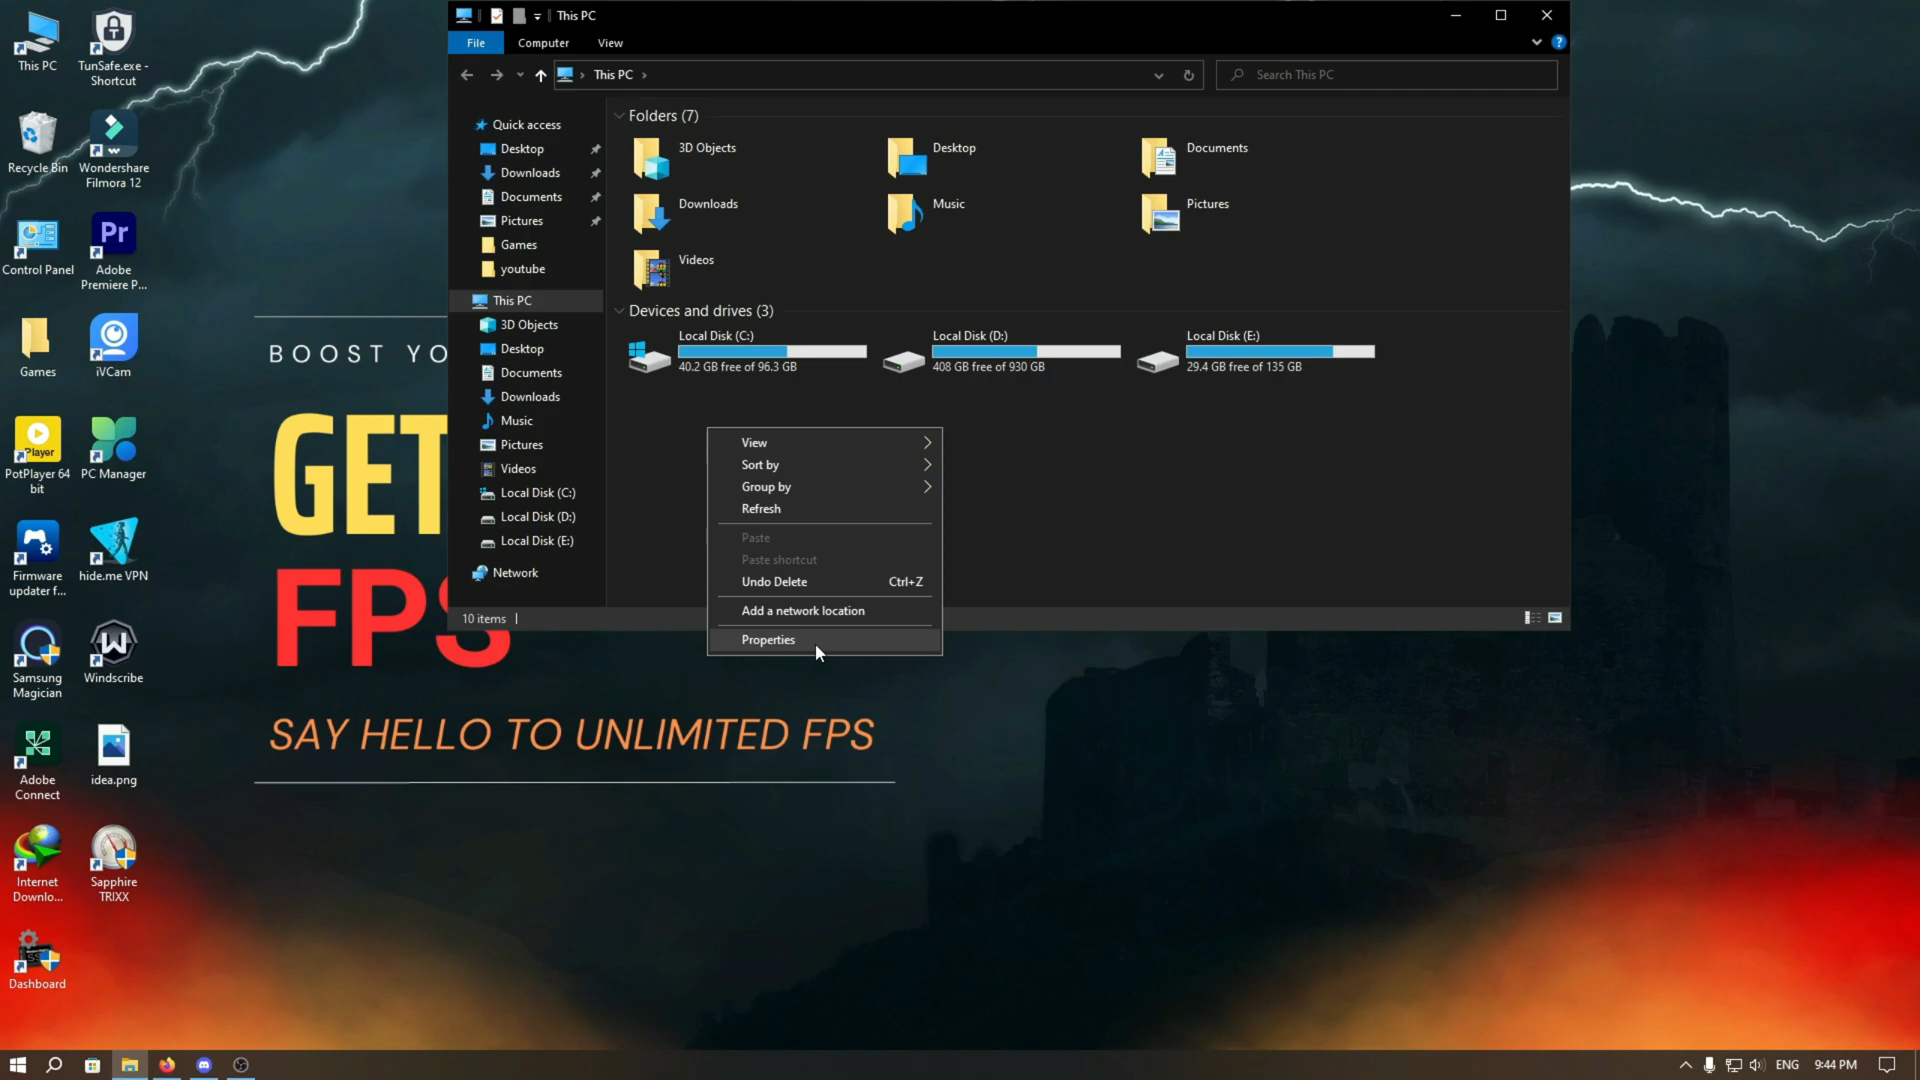 This PC
TunSafe.exe -
Shortcut
Recycle Bin
Wondershare
Filmora 12
Control Panel
Pr
Adobe
Premiere P...
Games
iVCam
Player
PotPlayer 64
bit
PC Manager
Firmware
updater f...
hide.me VPN
Samsung
Magician
W
Windscribe
Adobe
Connect
idea.png
Internet
Downlo...
Sapphire
TRIXX
Dashboard
BOOST YO
GET
FPS
SAY HELLO TO UNLIMITED FPS
This PC
File
Computer
View
?
This PC
Search This PC
Quick access
Desktop
Downloads
Documents
Pictures
Games
youtube
This PC
3D Objects
Desktop
Documents
Downloads
Music
Pictures
Videos
Local Disk (C:)
Local Disk (D:)
Local Disk (E:)
Network
Folders (7)
3D Objects
Desktop
Documents
Downloads
Music
Pictures
Videos
Devices and drives (3)
Local Disk (C:)
40.2 GB free of 96.3 GB
Local Disk (D:)
408 GB free of 930 GB
Local Disk (E:)
29.4 GB free of 135 GB
View
Sort by
Group by
Refresh
Paste
Paste shortcut
Undo Delete Ctrl+Z
Add a network location
Properties
10 items
ENG
9:44 PM